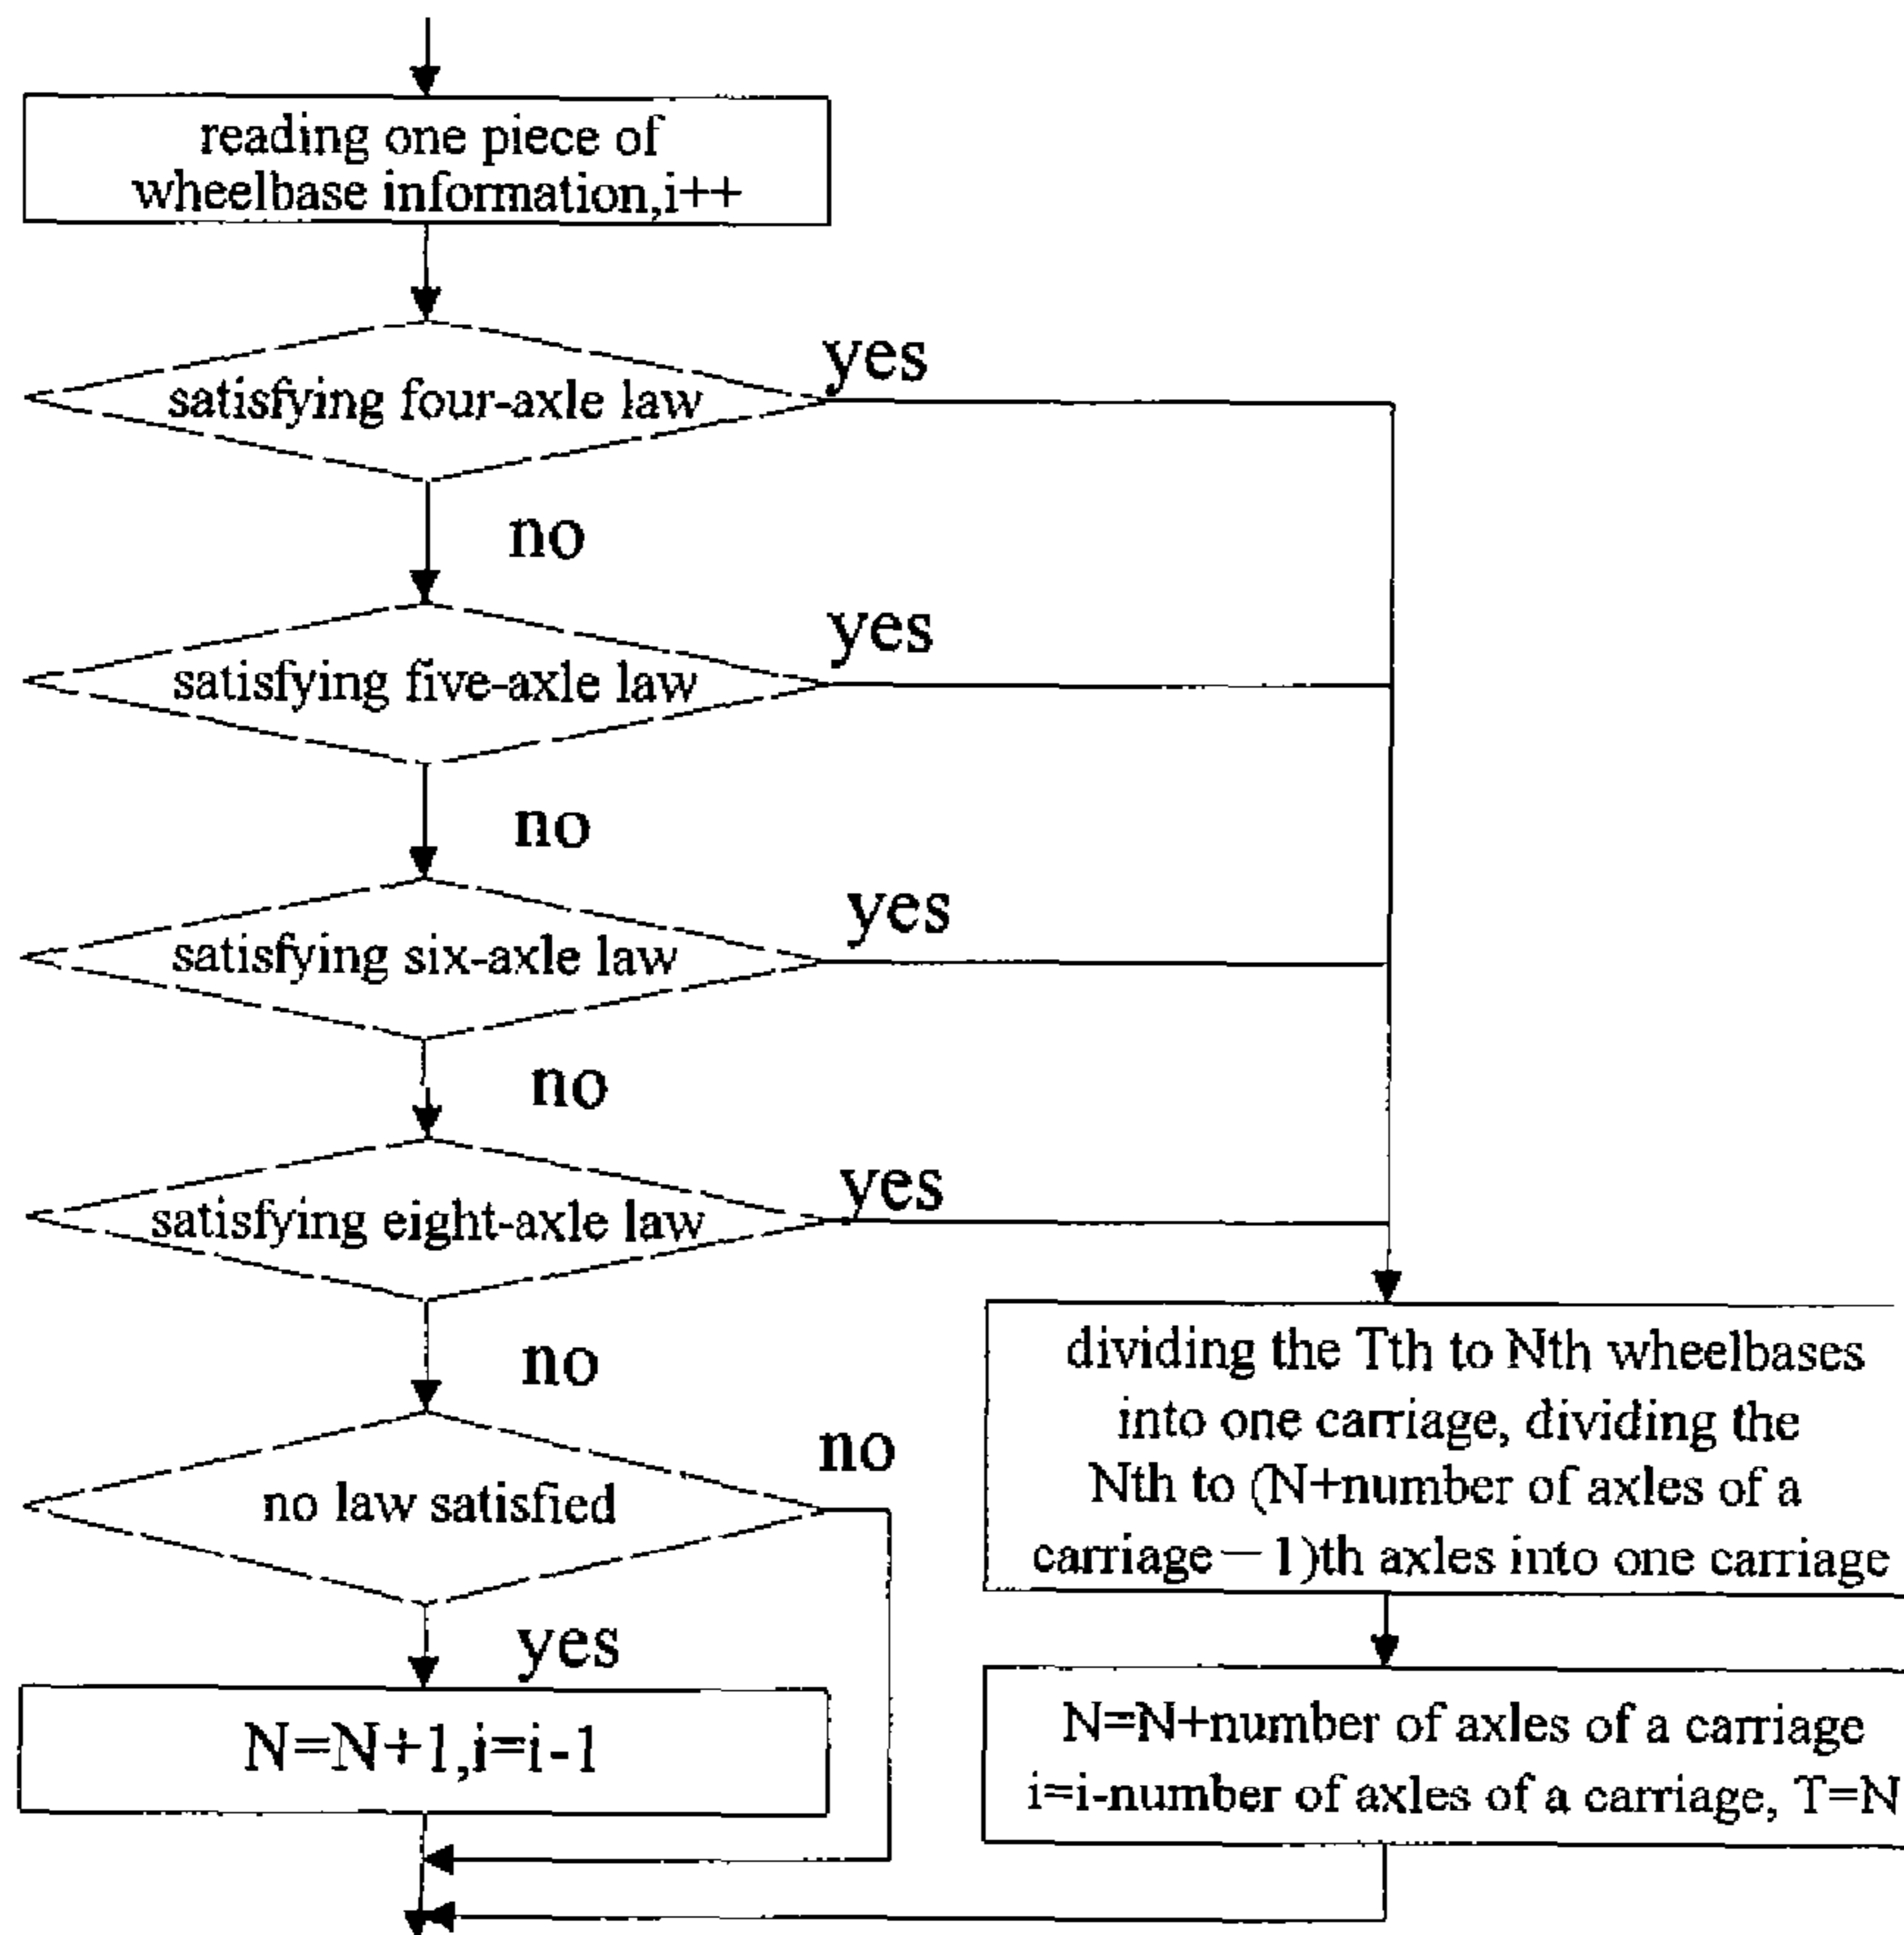 reading one piece of
wheelbase information,i++
satisfying four-axle law
yes
no
satisfying five-axle law
yes
no
satisfying six-axle law
yes
no
satisfying eight-axle law
yes
no
no law satisfied
no
yes
N=N+1,i=i-1
dividing the Tth to Nth wheelbases
into one carriage, dividing the
Nth to (N+number of axles of a
carriage－1)th axles into one carriage
N=N+number of axles of a carriage
i=i-number of axles of a carriage, T=N